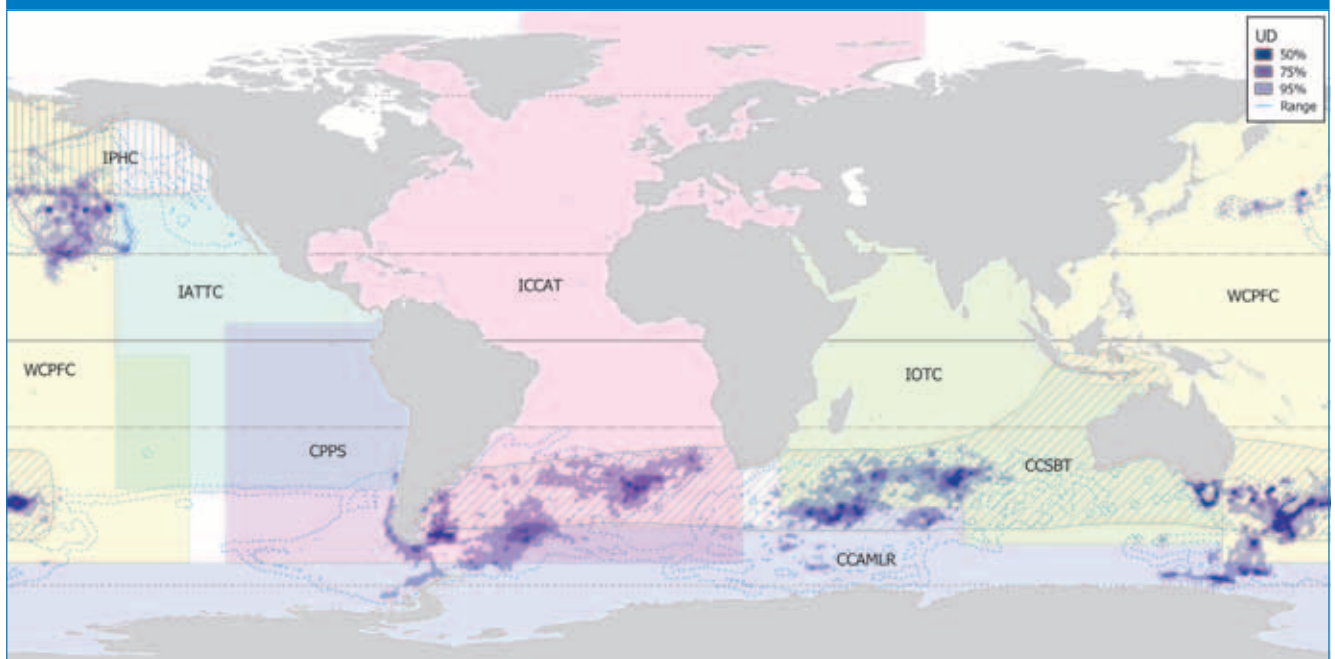 UD
50%
75%
95%
Range
IPHC
IATTC
ICCAT
WCPFC
WCPFC
IOTC
CPPS
CCSBT
CCAMLR